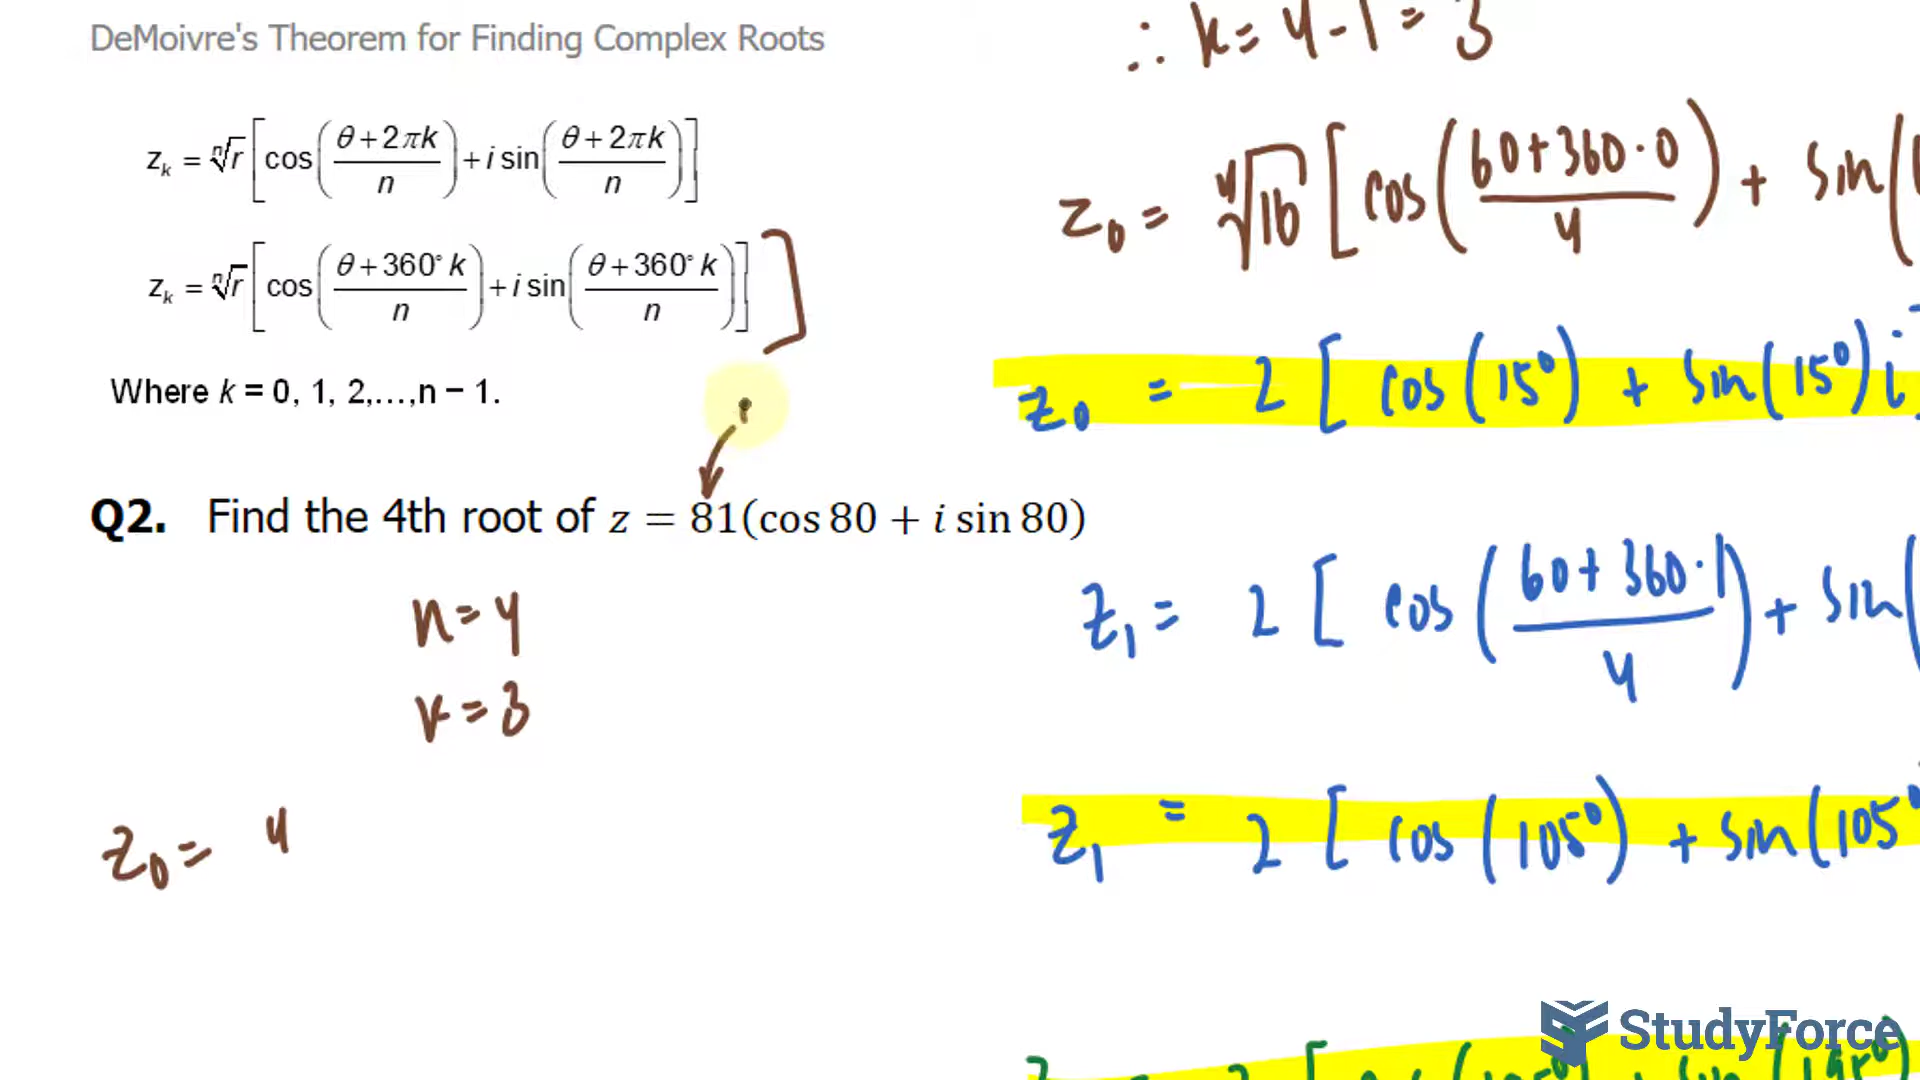 DeMoivre's Theorem for Finding Complex Roots
z_k = ⁿ√r [cos((θ + 2πk)/n) + i sin((θ + 2πk)/n)]
z_k = ⁿ√r [cos((θ + 360° k)/n) + i sin((θ + 360° k)/n)]
Where k = 0, 1, 2,...,n − 1.
Q2. Find the 4th root of z = 81(cos 80 + i sin 80)
n = 4
k = 3
z₀ = 4
∴ k = 4 - 1 = 3
z₀ = ⁴√16 [cos((60 + 360 · 0)/4) + sin(
z₀ = 2 [cos(15°) + sin(15°) i
z₁ = 2 [cos((60 + 360 · 1)/4) + sin(
z₁ = 2 [cos(105°) + sin(105°
StudyForce